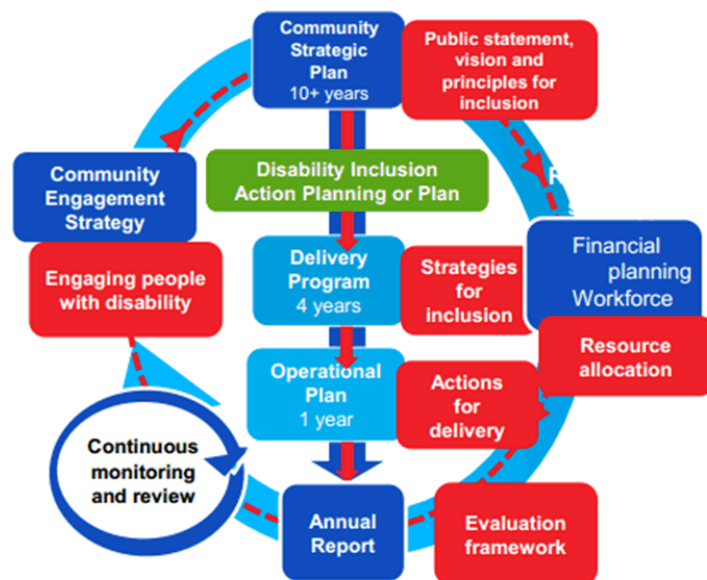 Community
Strategic
Plan
10+ years
Public statement,
vision and
principles for
inclusion
Disability Inclusion
Action Planning or Plan
Community
Engagement
Strategy
Engaging people
with disability
Delivery
Program
4 years
Strategies
for
inclusion
Financial
planning
Workforce
Resource
allocation
Operational
Plan
1 year
Actions
for
delivery
Continuous
monitoring
and review
Annual
Report
Evaluation
framework